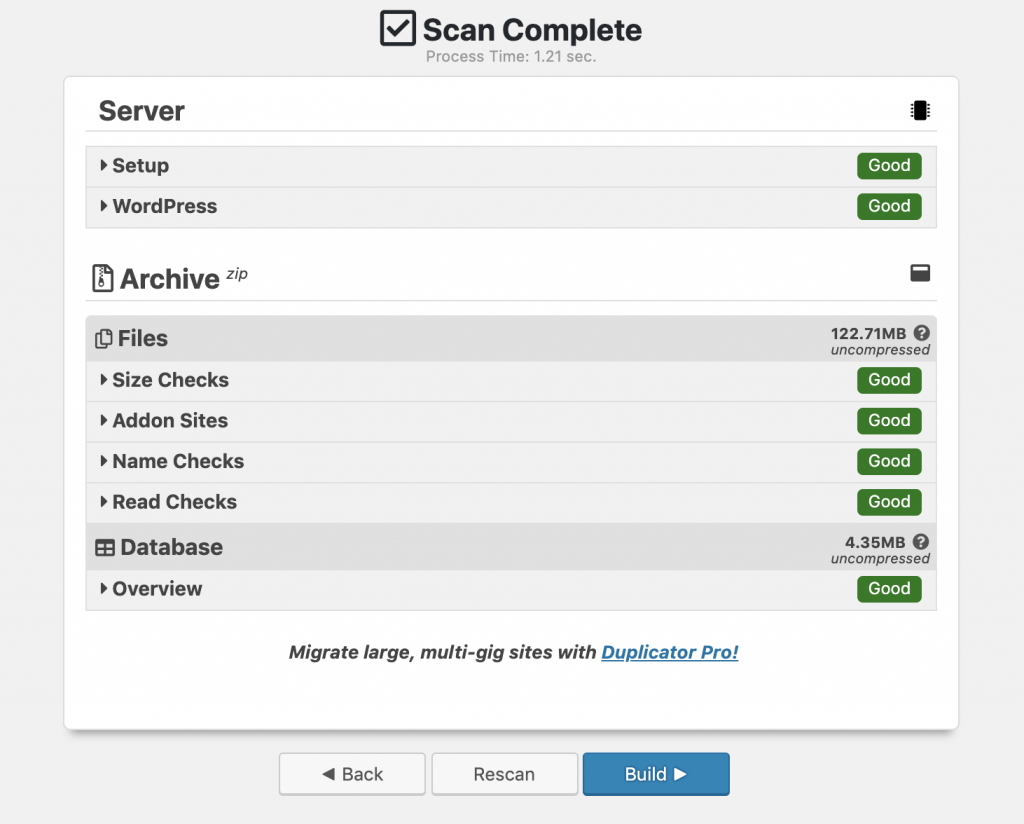 Scan Complete
Process Time: 1.21 sec.
Server
Setup Good
WordPress Good
Archive zip
Files 122.71MB
uncompressed
Size Checks Good
Addon Sites Good
Name Checks Good
Read Checks Good
Database 4.35MB
uncompressed
Overview Good
Migrate large, multi-gig sites with Duplicator Pro!
Back Rescan Build